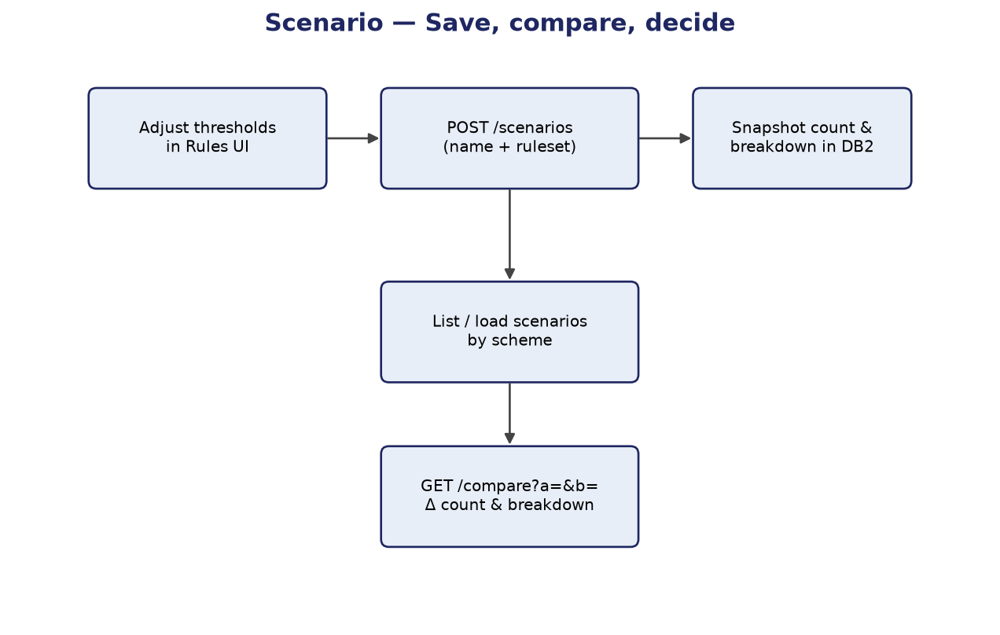 Scenario — Save, compare, decide
Adjust thresholds
in Rules UI
POST /scenarios
(name + ruleset)
Snapshot count &
breakdown in DB2
List / load scenarios
by scheme
GET /compare?a=&b=
Δ count & breakdown